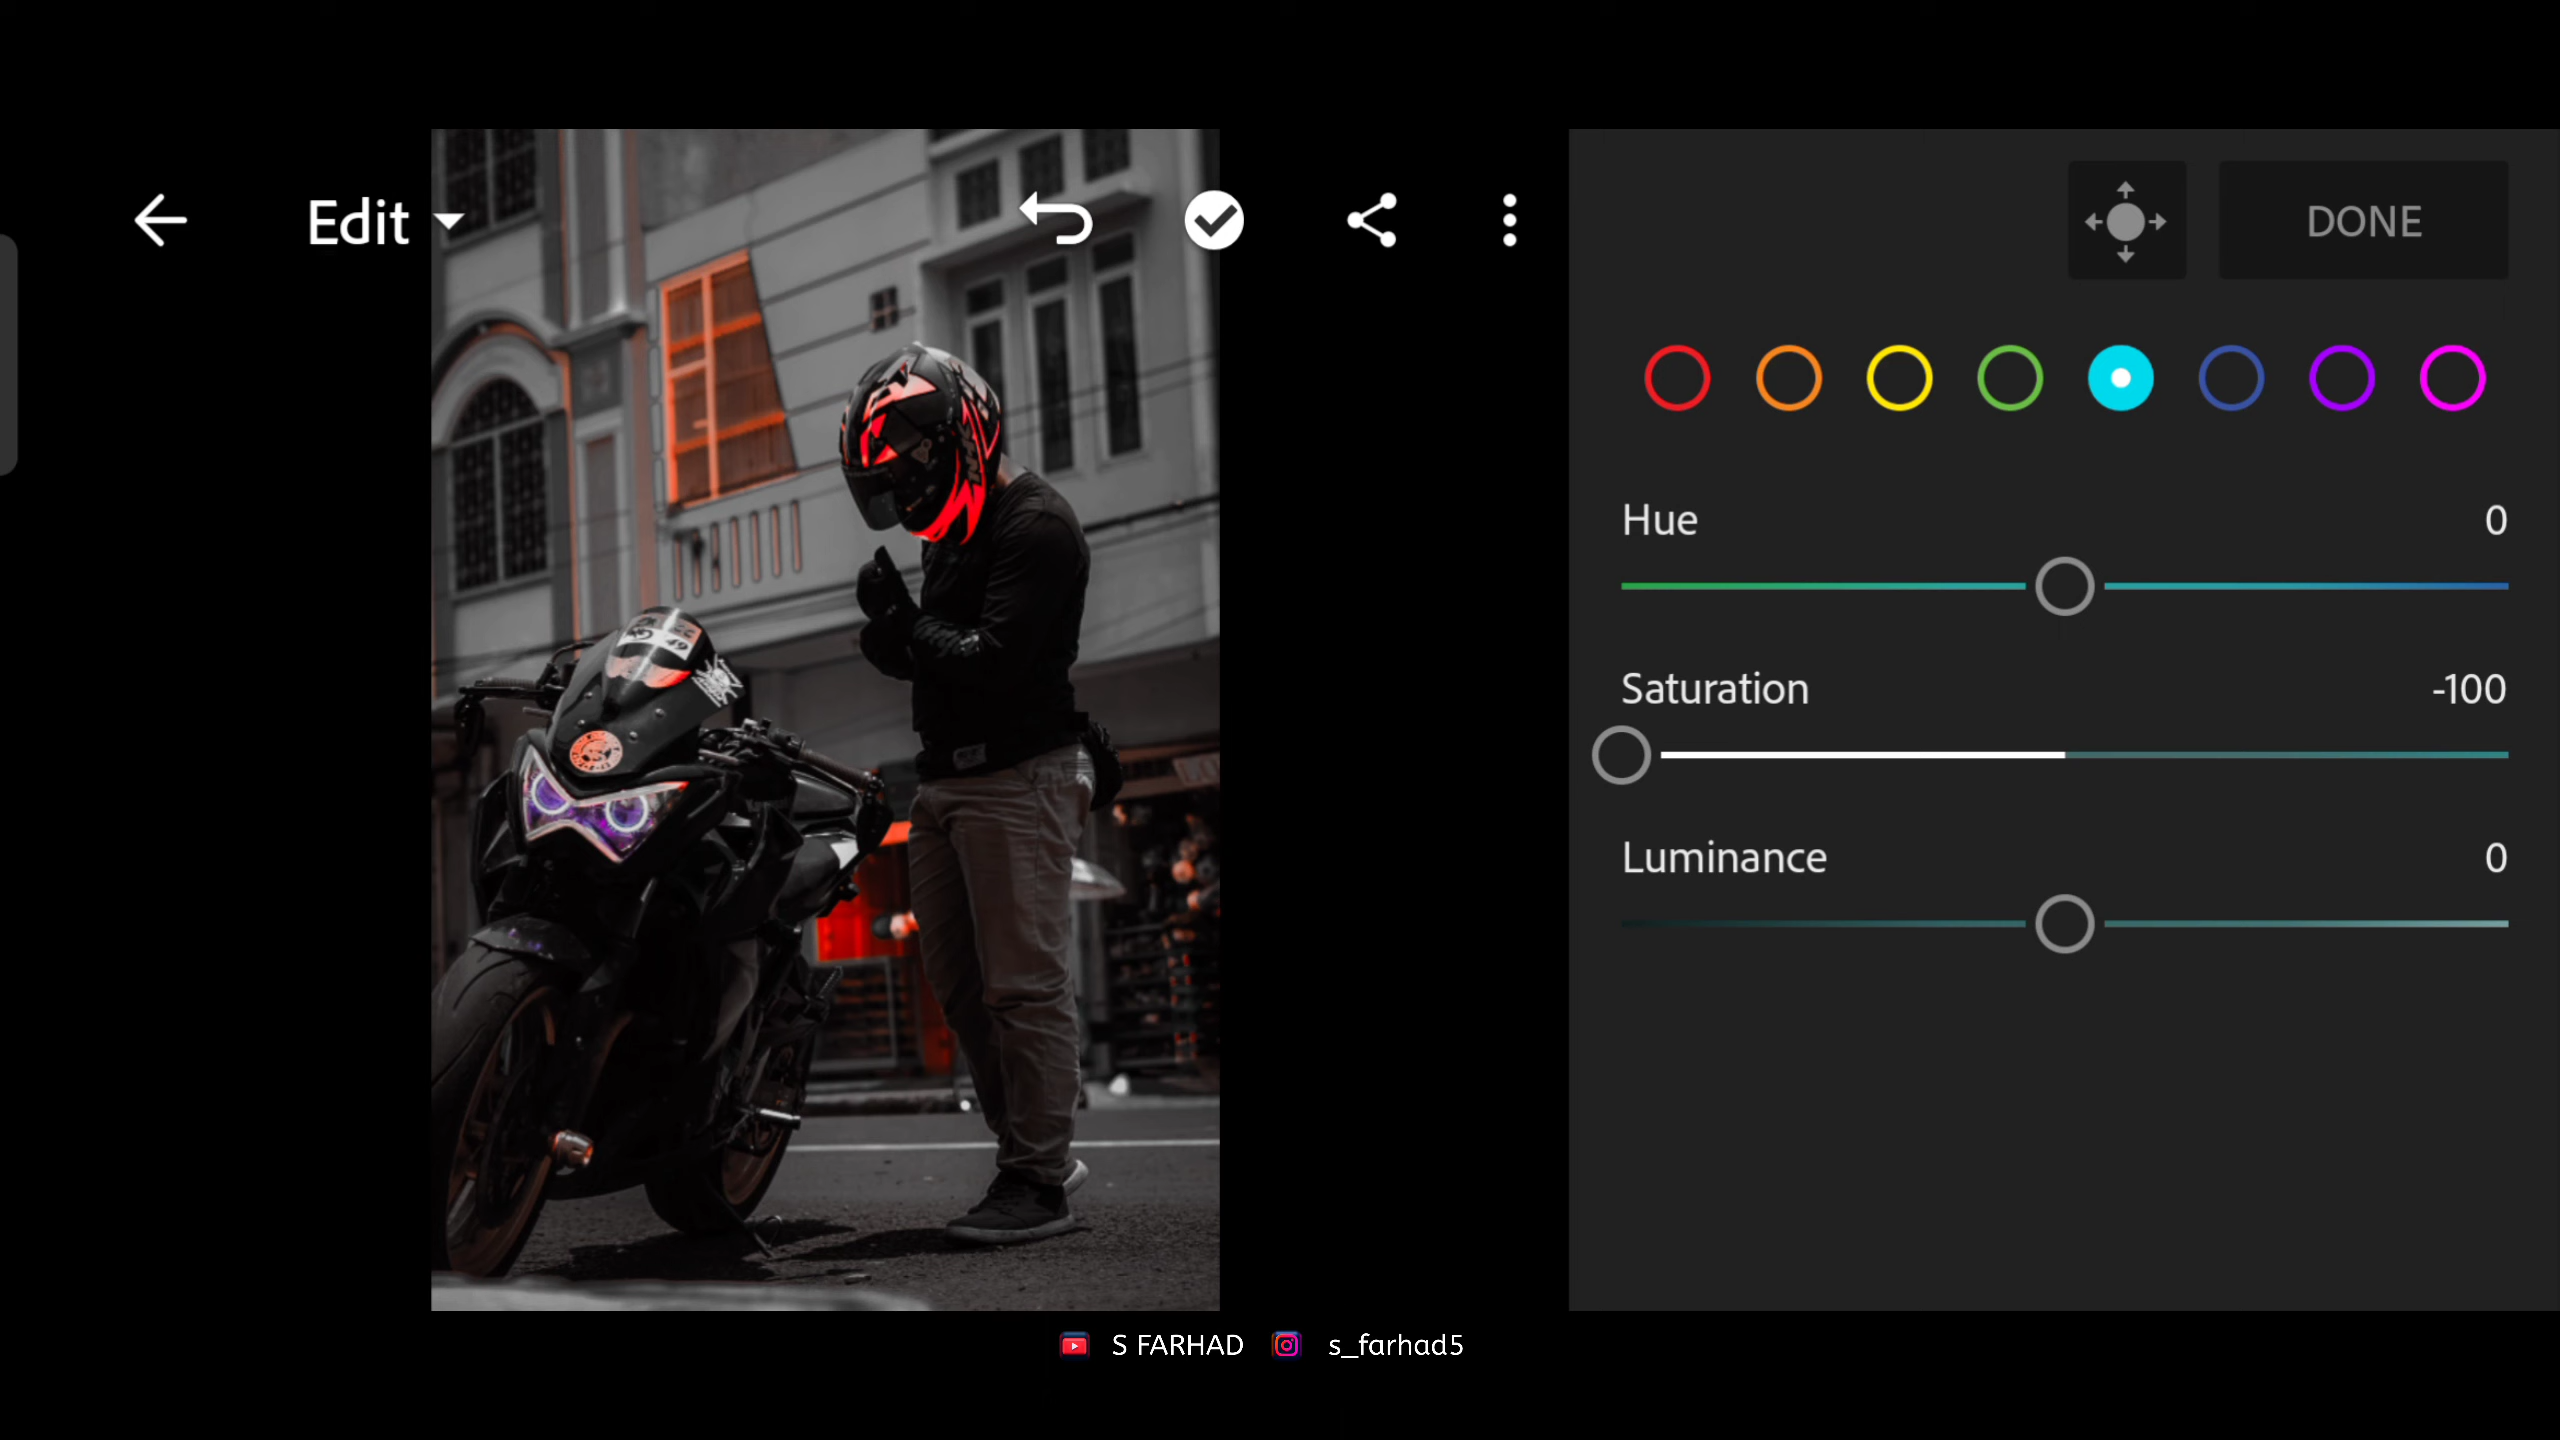 Edit
DONE
Hue 0
Saturation -100
Luminance 0
S FARHAD s_farhad5